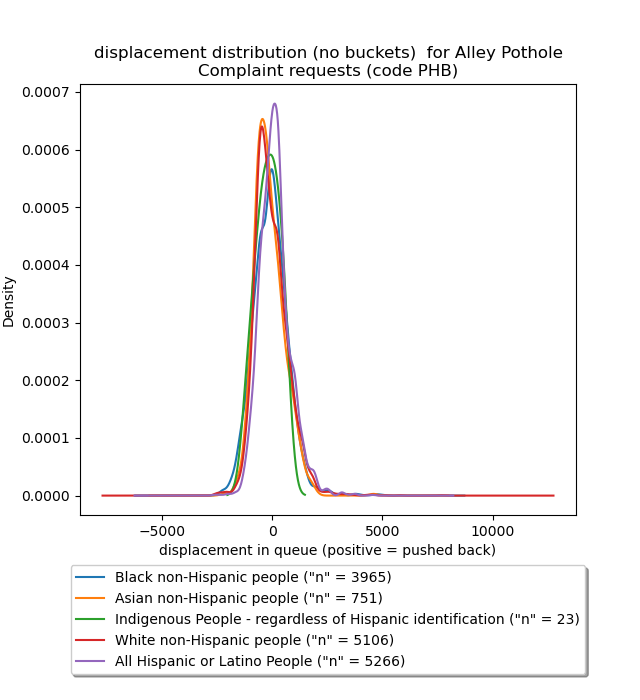 displacement distribution (no buckets)  for Alley Pothole
Complaint requests (code PHB)
0.0007
0.0006
0.0005
0.0004
0.0003
0.0002
0.0001
0.0000
Density
−5000 0 5000 10000
displacement in queue (positive = pushed back)
Black non-Hispanic people ("n" = 3965)
Asian non-Hispanic people ("n" = 751)
Indigenous People - regardless of Hispanic identification ("n" = 23)
White non-Hispanic people ("n" = 5106)
All Hispanic or Latino People ("n" = 5266)